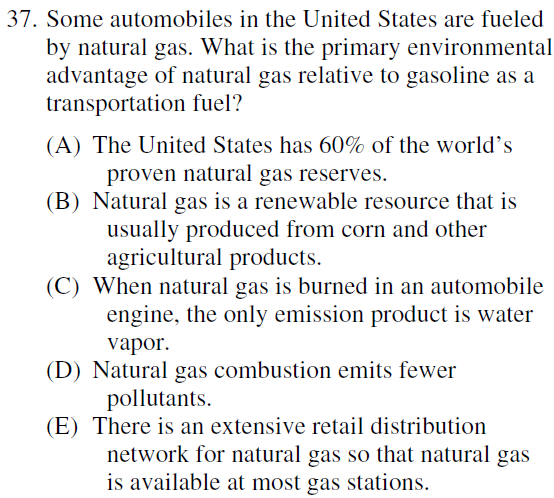 37. Some automobiles in the United States are fueled
by natural gas. What is the primary environmental
advantage of natural gas relative to gasoline as a
transportation fuel?
(A) The United States has 60% of the world's
proven natural gas reserves.
(B) Natural gas is a renewable resource that is
usually produced from corn and other
agricultural products.
(C) When natural gas is burned in an automobile
engine, the only emission product is water
vapor.
(D) Natural gas combustion emits fewer
pollutants.
(E) There is an extensive retail distribution
network for natural gas so that natural gas
is available at most gas stations.